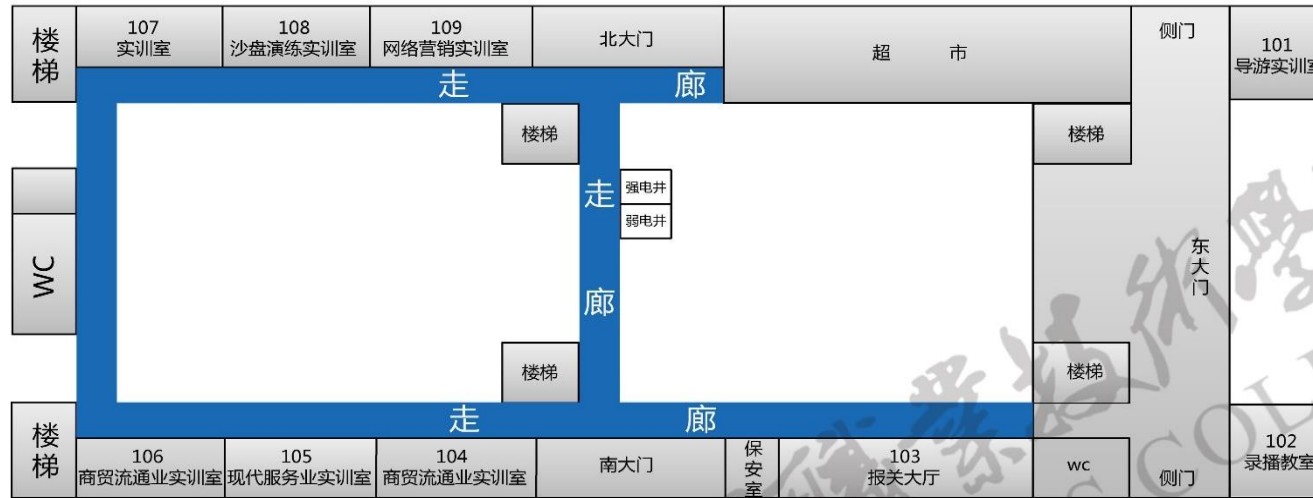 楼梯
107
实训室
108
沙盘演练实训室
109
网络营销实训室
北大门
超 市
侧门
101
导游实训室
走 廊
楼梯
楼梯
走廊
强电井
弱电井
WC
东大门
楼梯
楼梯
走 廊
楼梯
106
商贸流通业实训室
105
现代服务业实训室
104
商贸流通业实训室
南大门
保安室
103
报关大厅
WC
侧门
102
录播教室
業技術學
COLL